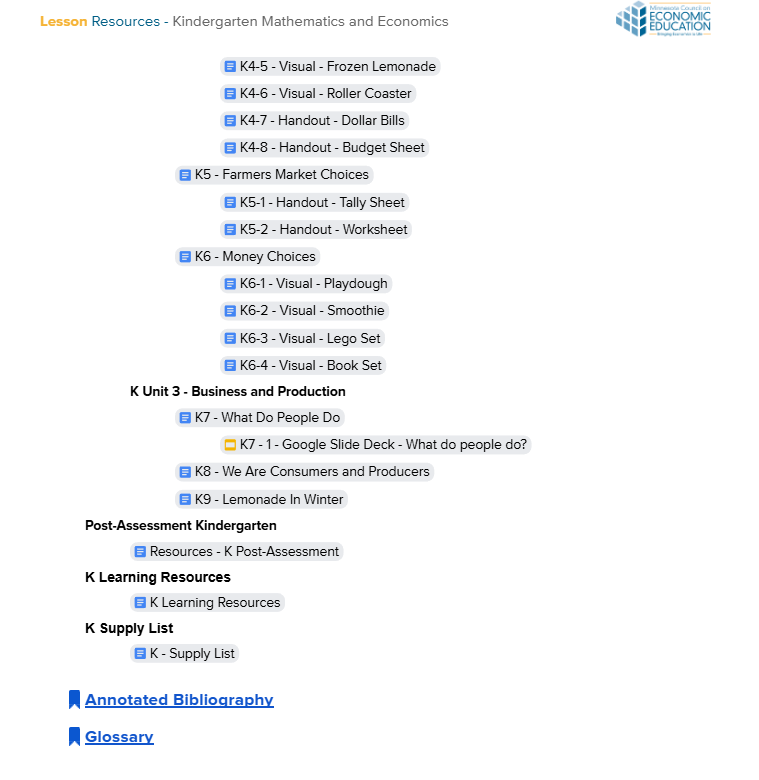 Lesson Resources - Kindergarten Mathematics and Economics
Minnesota Council on
ECONOMIC
EDUCATION
K4-5 - Visual - Frozen Lemonade
K4-6 - Visual - Roller Coaster
K4-7 - Handout - Dollar Bills
K4-8 - Handout - Budget Sheet
K5 - Farmers Market Choices
K5-1 - Handout - Tally Sheet
K5-2 - Handout - Worksheet
K6 - Money Choices
K6-1 - Visual - Playdough
K6-2 - Visual - Smoothie
K6-3 - Visual - Lego Set
K6-4 - Visual - Book Set
K Unit 3 - Business and Production
K7 - What Do People Do
K7 - 1 - Google Slide Deck - What do people do?
K8 - We Are Consumers and Producers
K9 - Lemonade In Winter
Post-Assessment Kindergarten
Resources - K Post-Assessment
K Learning Resources
K Learning Resources
K Supply List
K - Supply List
Annotated Bibliography
Glossary